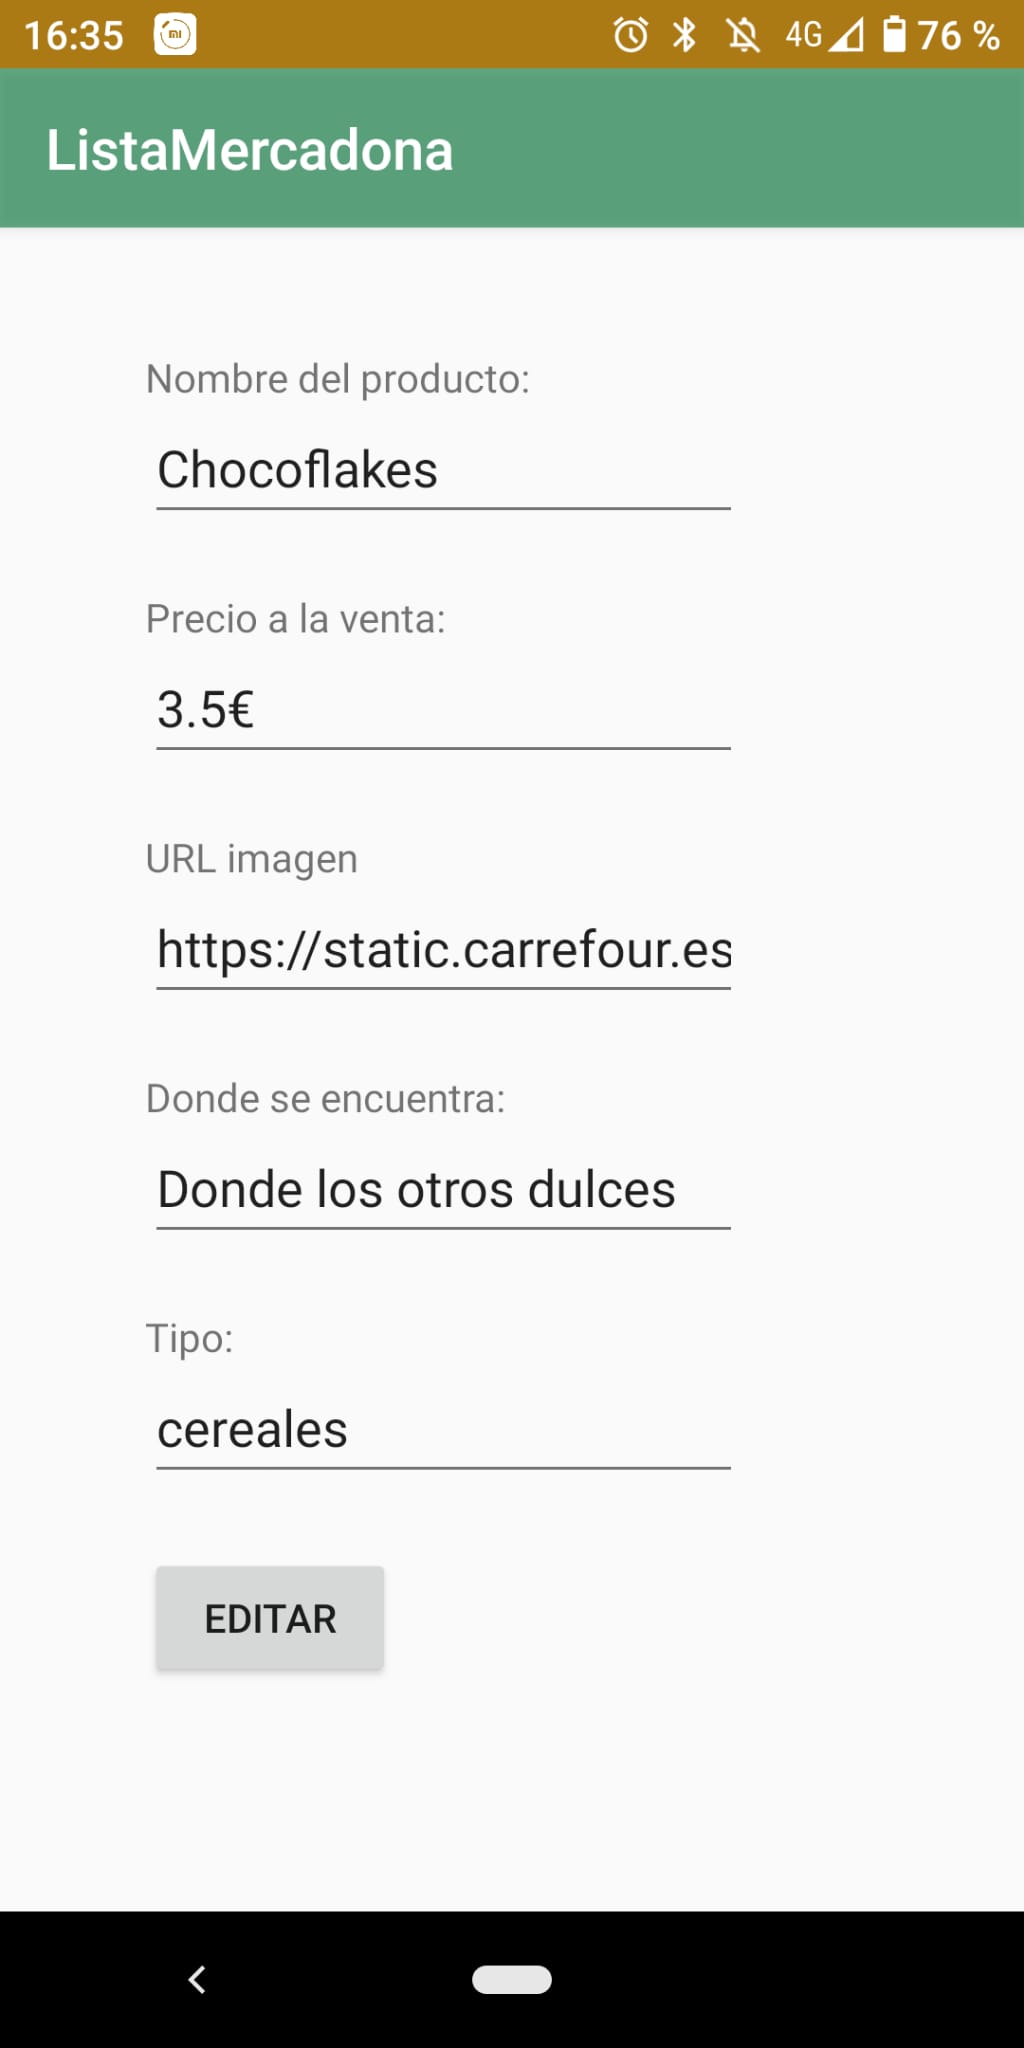 16:35
4G 76 %
ListaMercadona
Nombre del producto:
Chocoflakes
Precio a la venta:
3.5€
URL imagen
https://static.carrefour.es
Donde se encuentra:
Donde los otros dulces
Tipo:
cereales
EDITAR